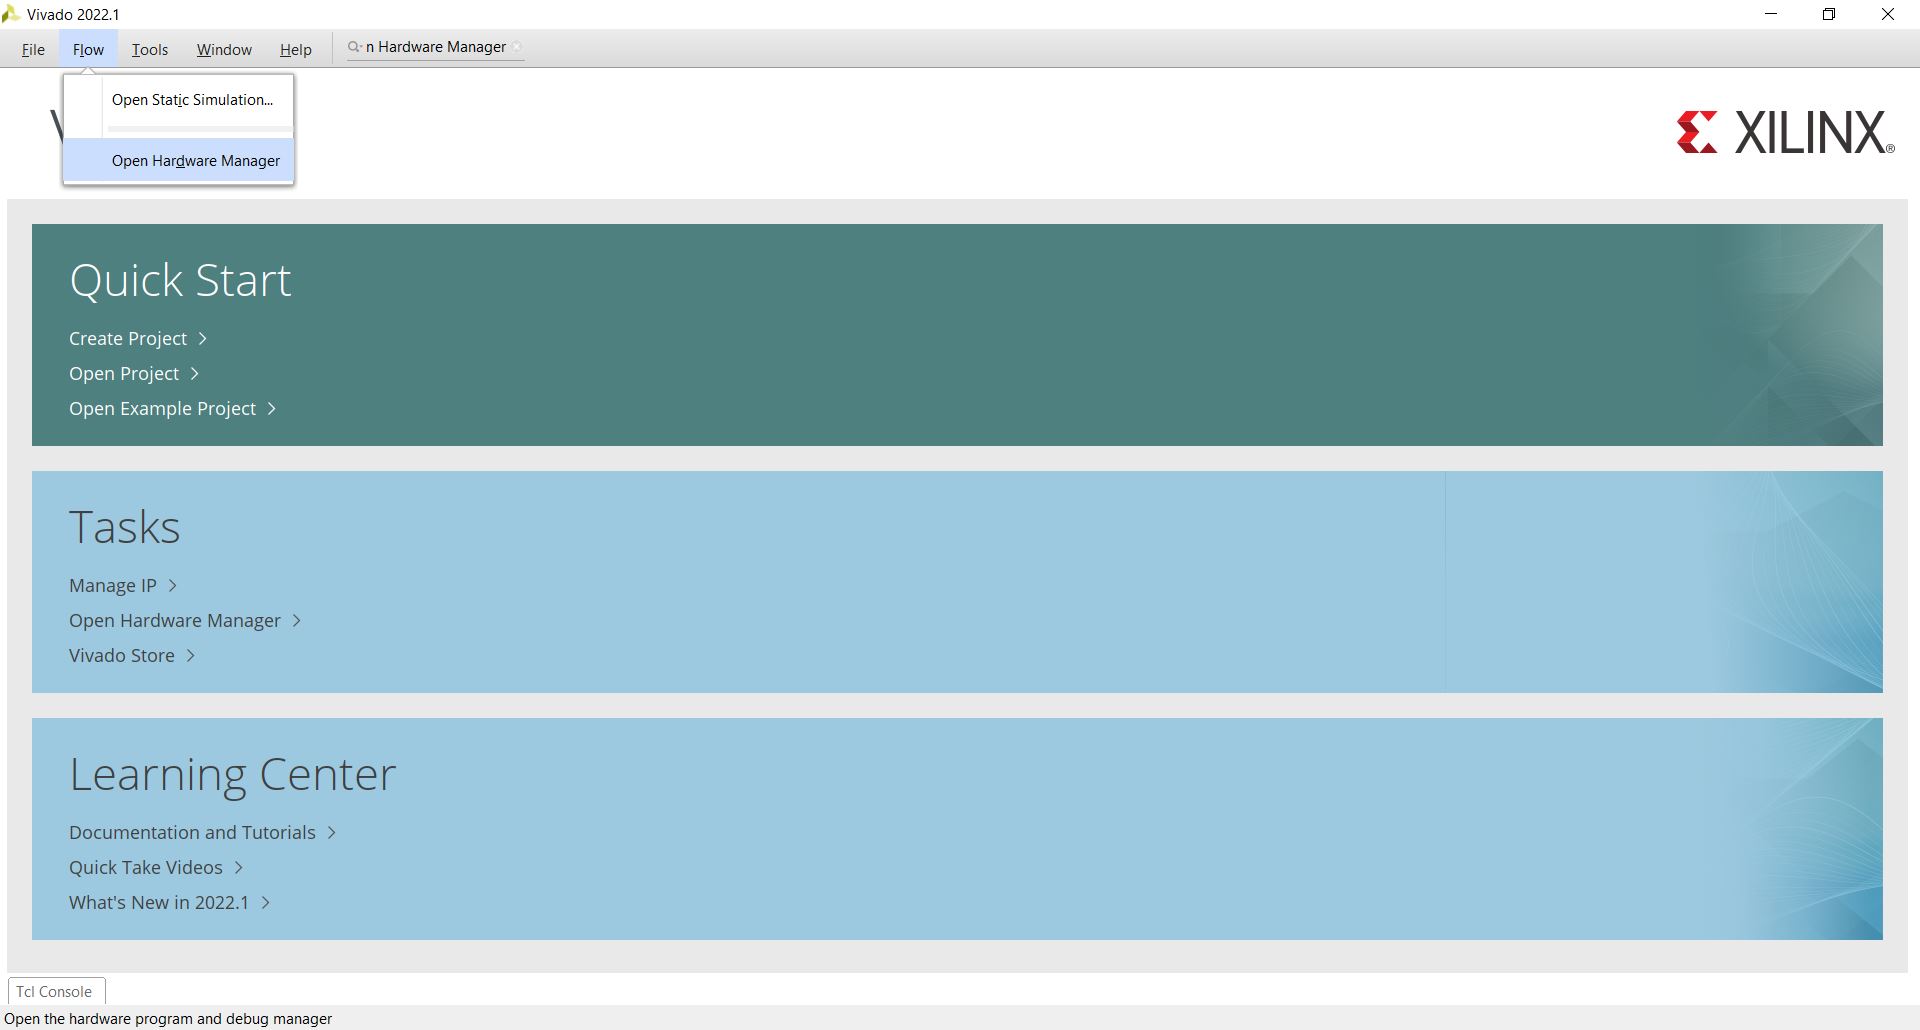 Vivado 2022.1
File Flow Tools Window Help n Hardware Manager
Open Static Simulation...
Open Hardware Manager
XILINX®
Quick Start
Create Project >
Open Project >
Open Example Project >
Tasks
Manage IP >
Open Hardware Manager >
Vivado Store >
Learning Center
Documentation and Tutorials >
Quick Take Videos >
What's New in 2022.1 >
Tcl Console
Open the hardware program and debug manager